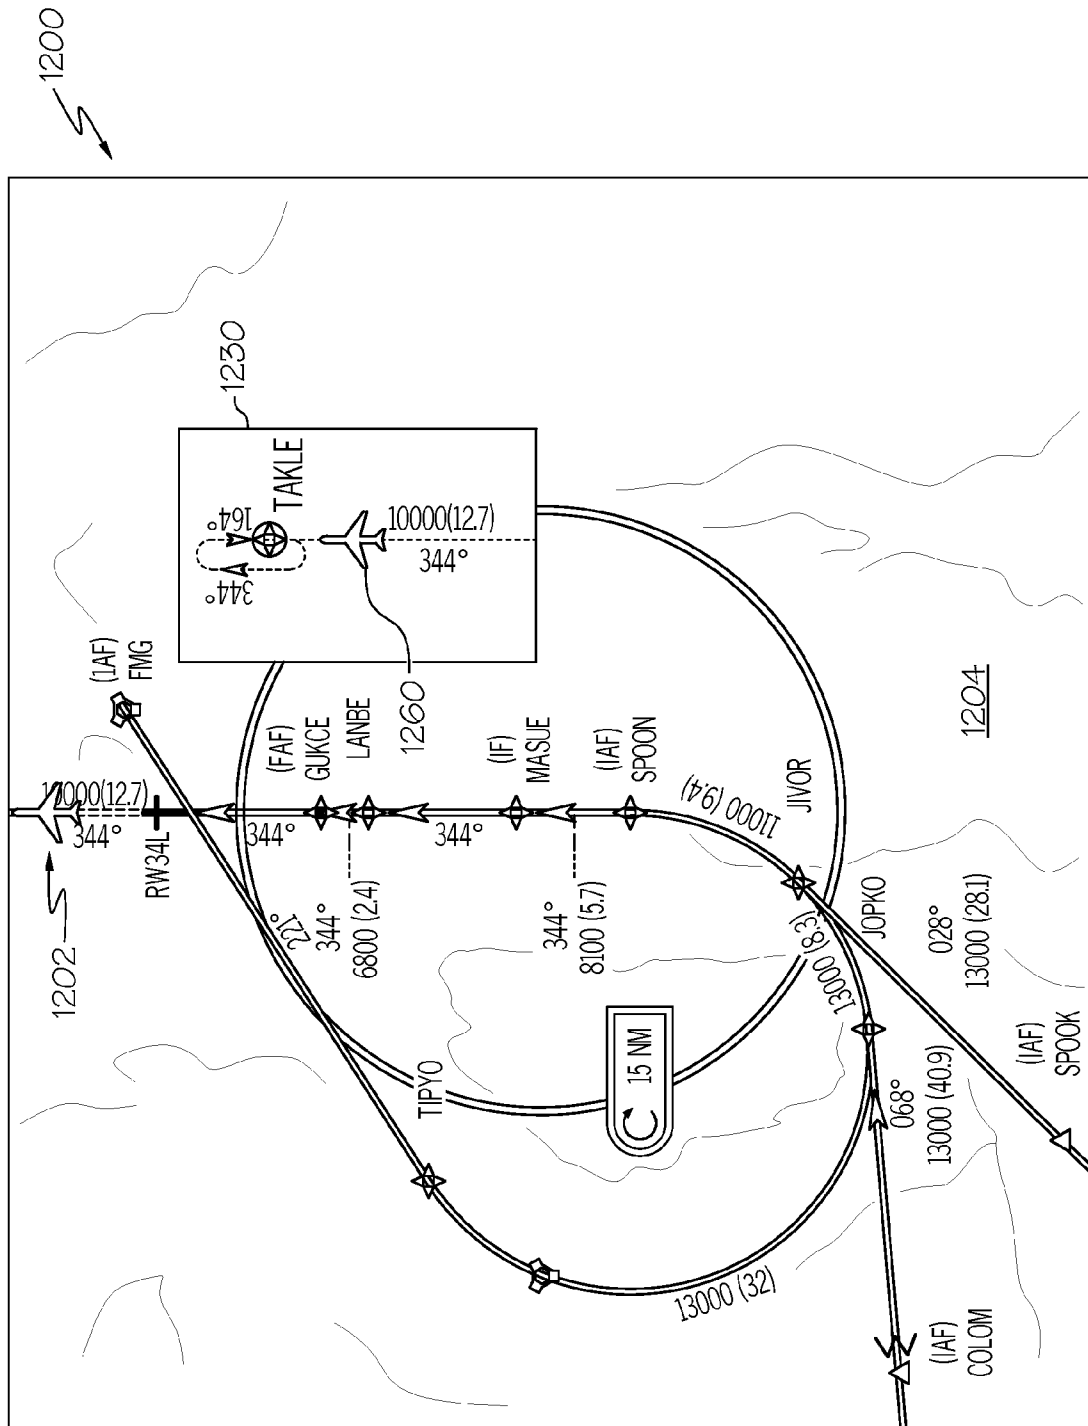 1200
1230
164°
TAKLE
10000(12.7)
344°
344°
(1AF)
FMG
10000(12.7)
344°
RW34L
1202
(FAF)
GUKCE
LANBE
1260
344°
221°
344°
6800 (2.4)
344°
(IF)
MASUE
(IAF)
SPOON
344°
8100 (5.7)
11000 (9.4)
JIVOR
1204
TIPYO
15 NM
13000 (8.3)
JOPKO
028°
13000 (28.1)
(IAF)
SPOOK
068°
13000 (40.9)
13000 (32)
(IAF)
COLOM